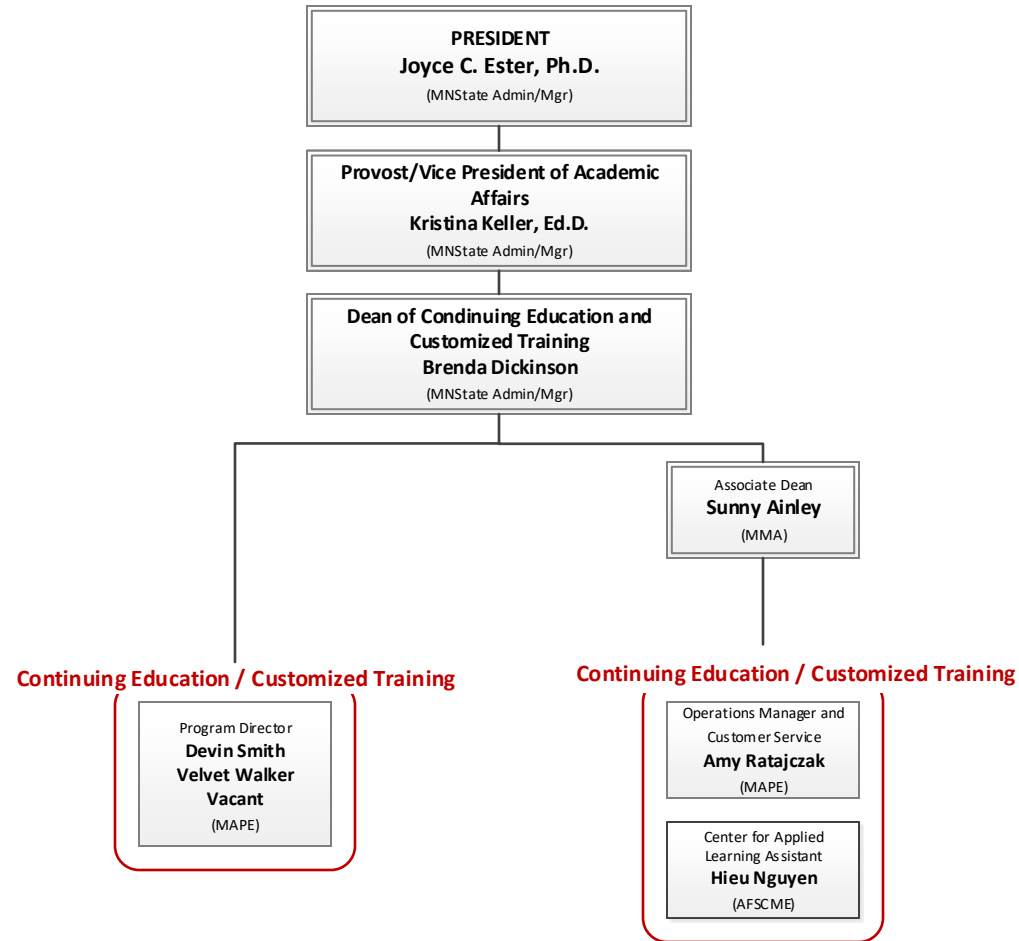 PRESIDENT
Joyce C. Ester, Ph.D.
(MNState Admin/Mgr)
Provost/Vice President of Academic
Affairs
Kristina Keller, Ed.D.
(MNState Admin/Mgr)
Dean of Condinuing Education and
Customized Training
Brenda Dickinson
(MNState Admin/Mgr)
Associate Dean
Sunny Ainley
(MMA)
Continuing Education / Customized Training
Program Director
Devin Smith
Velvet Walker
Vacant
(MAPE)
Continuing Education / Customized Training
Operations Manager and
Customer Service
Amy Ratajczak
(MAPE)
Center for Applied
Learning Assistant
Hieu Nguyen
(AFSCME)